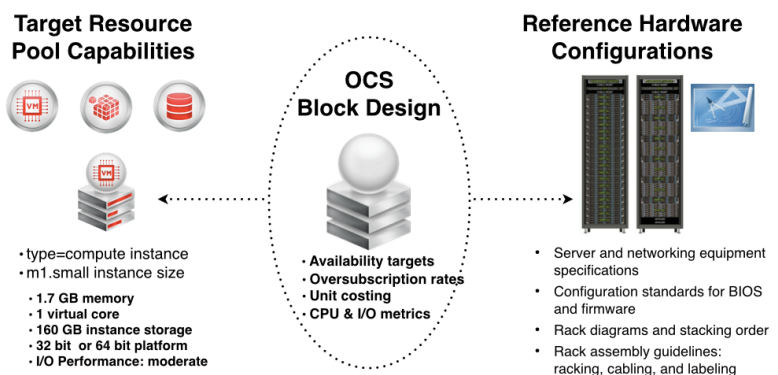 Target Resource
Pool Capabilities
VM
VM
• type=compute instance
• m1.small instance size
• 1.7 GB memory
• 1 virtual core
• 160 GB instance storage
• 32 bit or 64 bit platform
• I/O Performance: moderate
OCS
Block Design
• Availability targets
• Oversubscription rates
• Unit costing
• CPU & I/O metrics
Reference Hardware
Configurations
• Server and networking equipment
specifications
• Configuration standards for BIOS
and firmware
• Rack diagrams and stacking order
• Rack assembly guidelines:
racking, cabling, and labeling